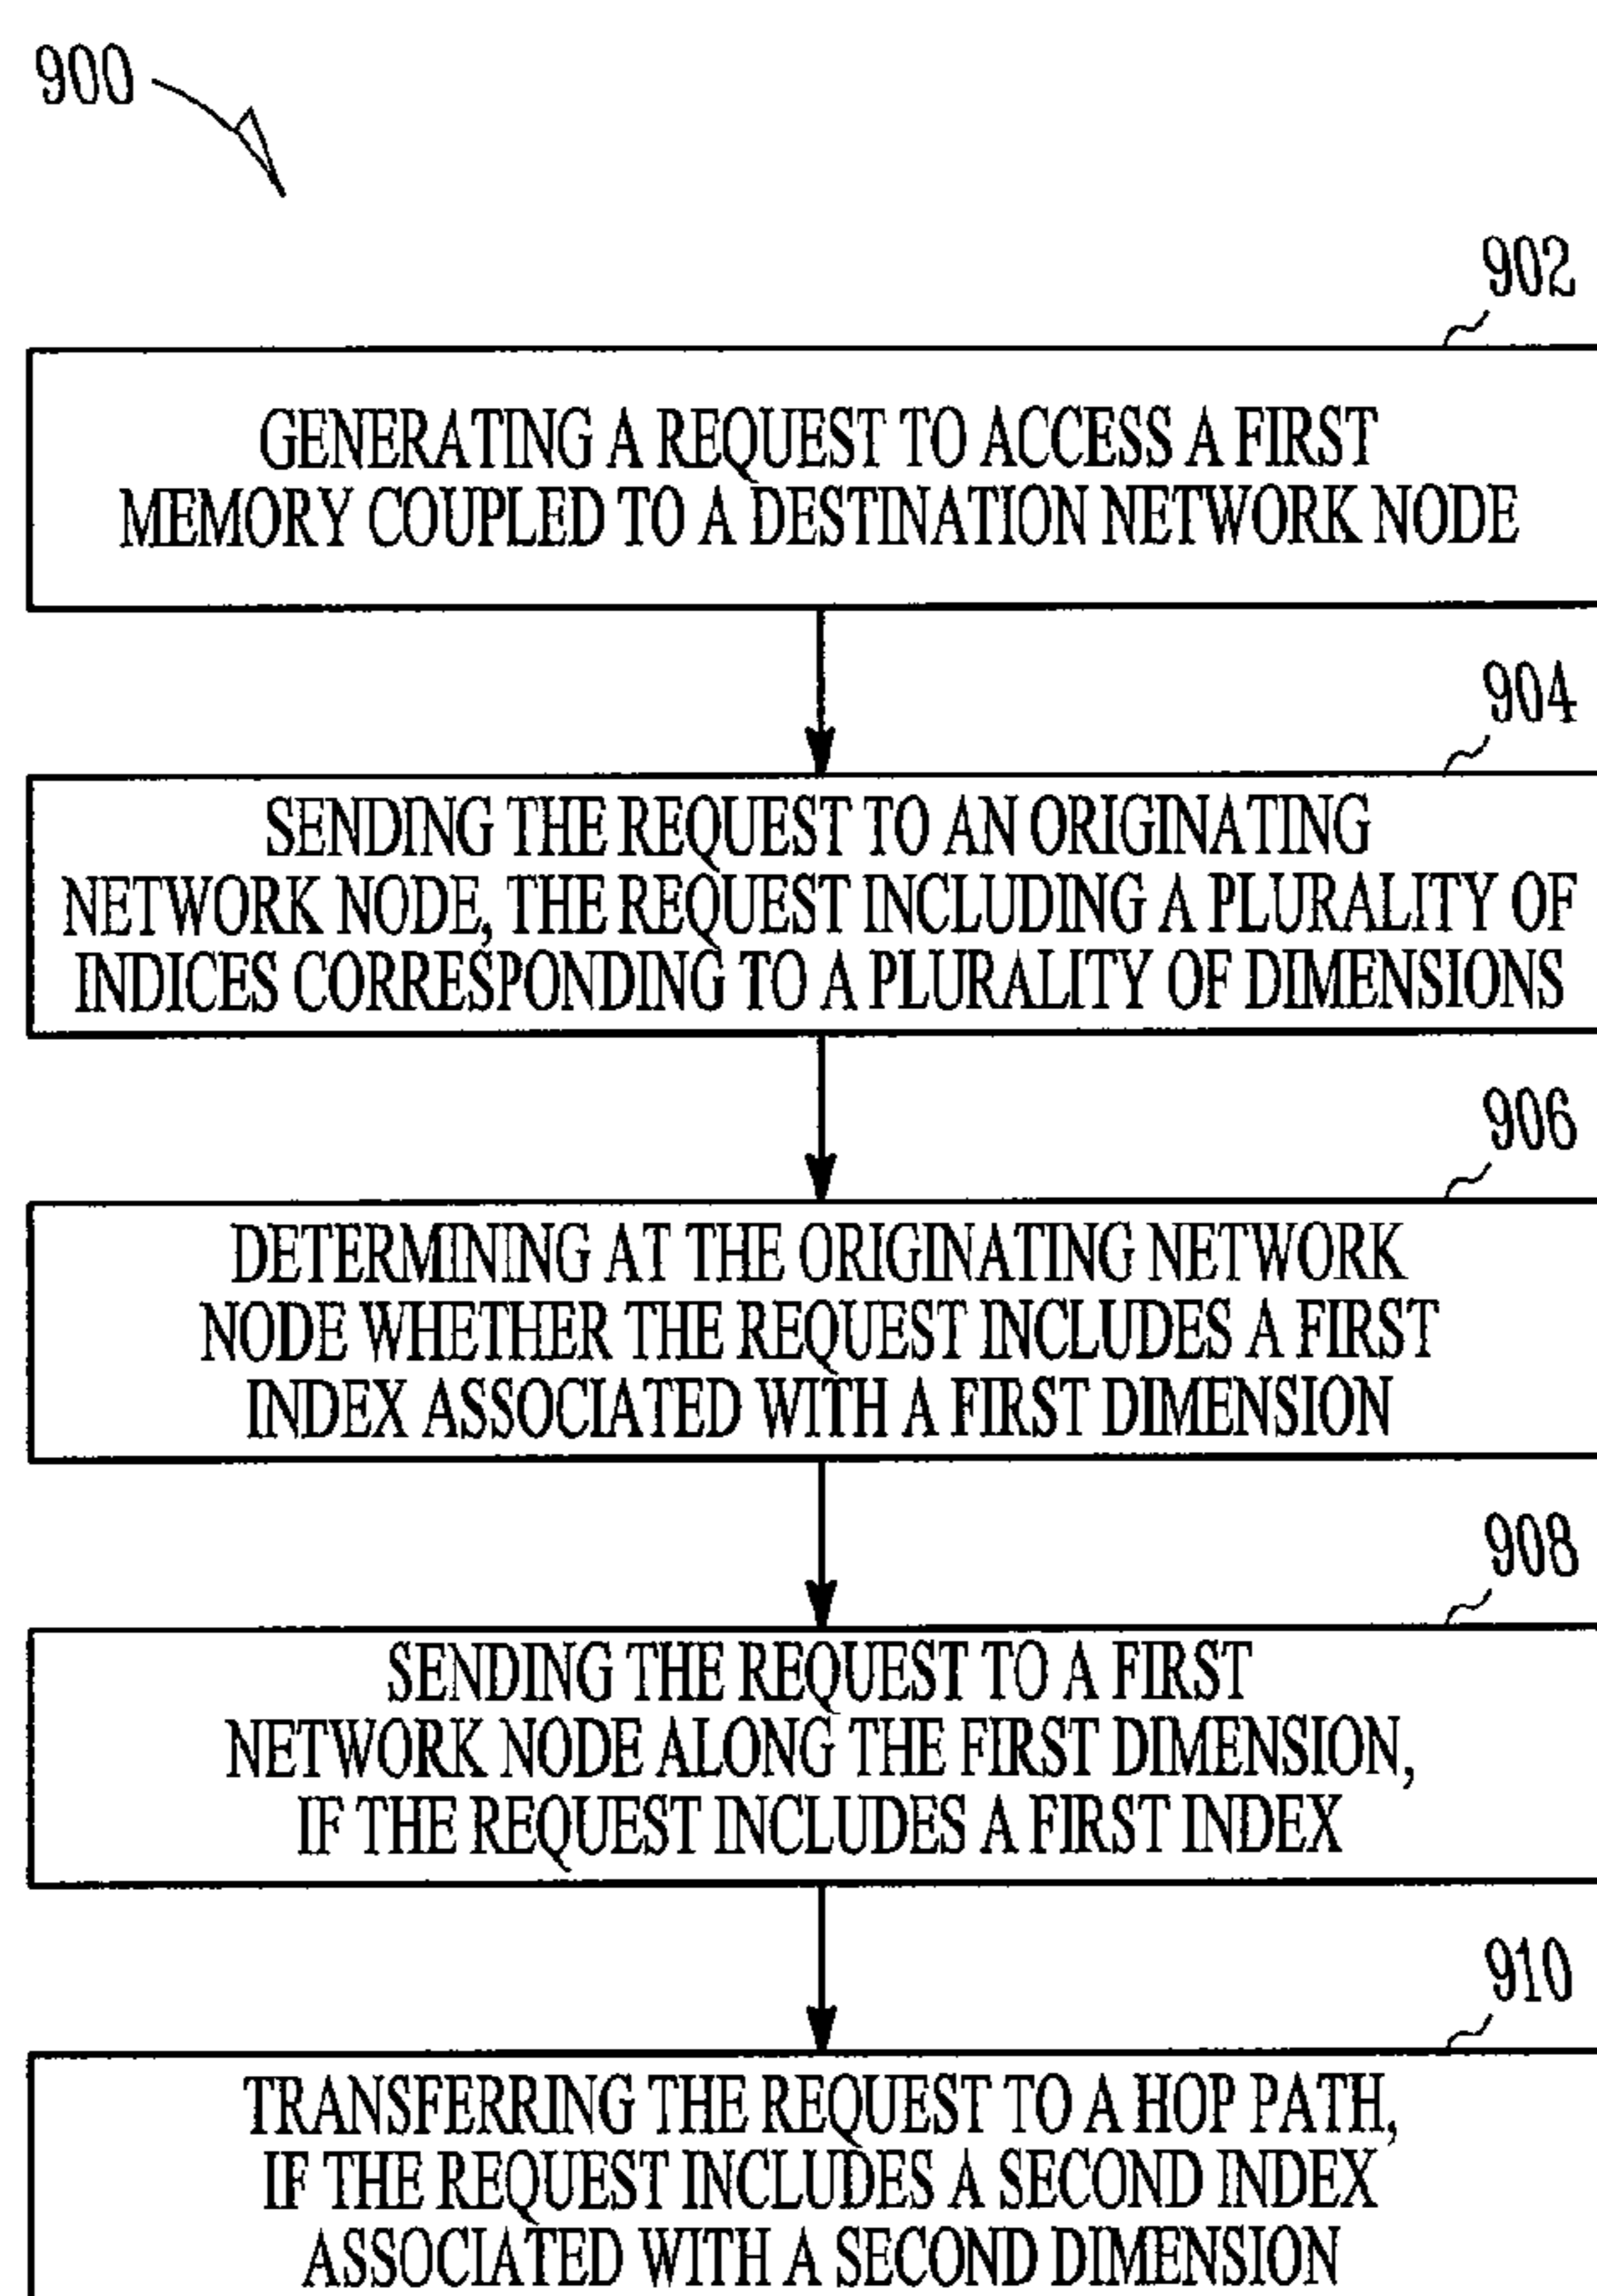 900
902
GENERATING A REQUEST TO ACCESS A FIRST
MEMORY COUPLED TO A DESTINATION NETWORK NODE
904
SENDING THE REQUEST TO AN ORIGINATING
NETWORK NODE, THE REQUEST INCLUDING A PLURALITY OF
INDICES CORRESPONDING TO A PLURALITY OF DIMENSIONS
906
DETERMINING AT THE ORIGINATING NETWORK
NODE WHETHER THE REQUEST INCLUDES A FIRST
INDEX ASSOCIATED WITH A FIRST DIMENSION
908
SENDING THE REQUEST TO A FIRST
NETWORK NODE ALONG THE FIRST DIMENSION,
IF THE REQUEST INCLUDES A FIRST INDEX
910
TRANSFERRING THE REQUEST TO A HOP PATH,
IF THE REQUEST INCLUDES A SECOND INDEX
ASSOCIATED WITH A SECOND DIMENSION